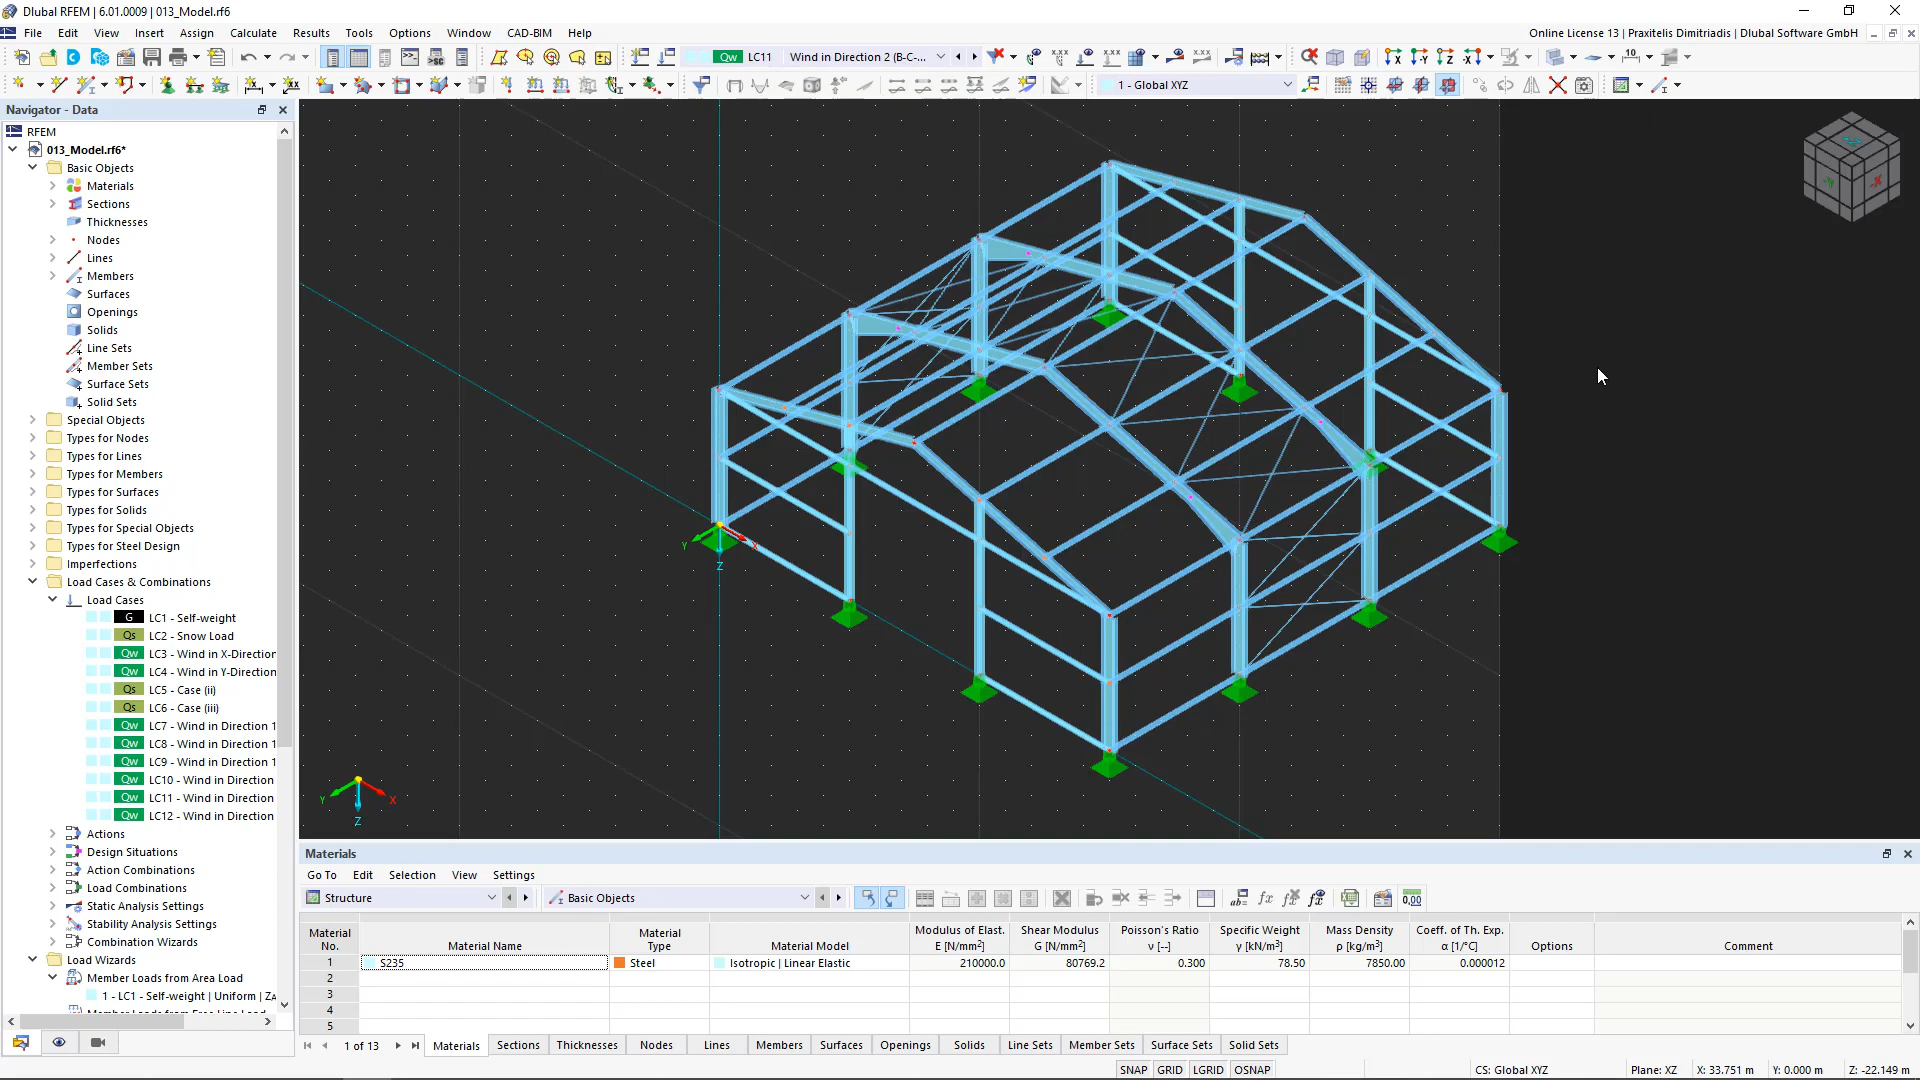 Dlubal RFEM | 6.01.0009 | 013_Model.rf6
File Edit View Insert Assign Calculate Results Tools Options Window CAD-BIM Help
Online License 13 | Praxitelis Dimitriadis | Dlubal Software GmbH
Qw LC11 Wind in Direction 2 (B-C-...
1 - Global XYZ
Navigator - Data
RFEM
013_Model.rf6*
Basic Objects
Materials
Sections
Thicknesses
Nodes
Lines
Members
Surfaces
Openings
Solids
Line Sets
Member Sets
Surface Sets
Solid Sets
Special Objects
Types for Nodes
Types for Lines
Types for Members
Types for Surfaces
Types for Solids
Types for Special Objects
Types for Steel Design
Imperfections
Load Cases & Combinations
Load Cases
G LC1 - Self-weight
Qs LC2 - Snow Load
Qw LC3 - Wind in X-Direction
Qw LC4 - Wind in Y-Direction
Qs LC5 - Case (ii)
Qs LC6 - Case (iii)
Qw LC7 - Wind in Direction 1
Qw LC8 - Wind in Direction 1
Qw LC9 - Wind in Direction 1
Qw LC10 - Wind in Direction
Qw LC11 - Wind in Direction
Qw LC12 - Wind in Direction
Actions
Design Situations
Action Combinations
Load Combinations
Static Analysis Settings
Stability Analysis Settings
Combination Wizards
Load Wizards
Member Loads from Area Load
1 - LC1 - Self-weight | Uniform | ZA
Y
X
Z
Y
X
Z
-Y
-X
Materials
Go To Edit Selection View Settings
Structure Basic Objects
Material No. Material Name Material Type Material Model Modulus of Elast. E [N/mm²] Shear Modulus G [N/mm²] Poisson's Ratio ν [--] Specific Weight γ [kN/m³] Mass Density ρ [kg/m³] Coeff. of Th. Exp. α [1/°C] Options Comment
1 S235 Steel Isotropic | Linear Elastic 210000.0 80769.2 0.300 78.50 7850.00 0.000012
2
3
4
5
1 of 13 Materials Sections Thicknesses Nodes Lines Members Surfaces Openings Solids Line Sets Member Sets Surface Sets Solid Sets
SNAP GRID LGRID OSNAP CS: Global XYZ Plane: XZ X: 33.751 m Y: 0.000 m Z: -22.149 m